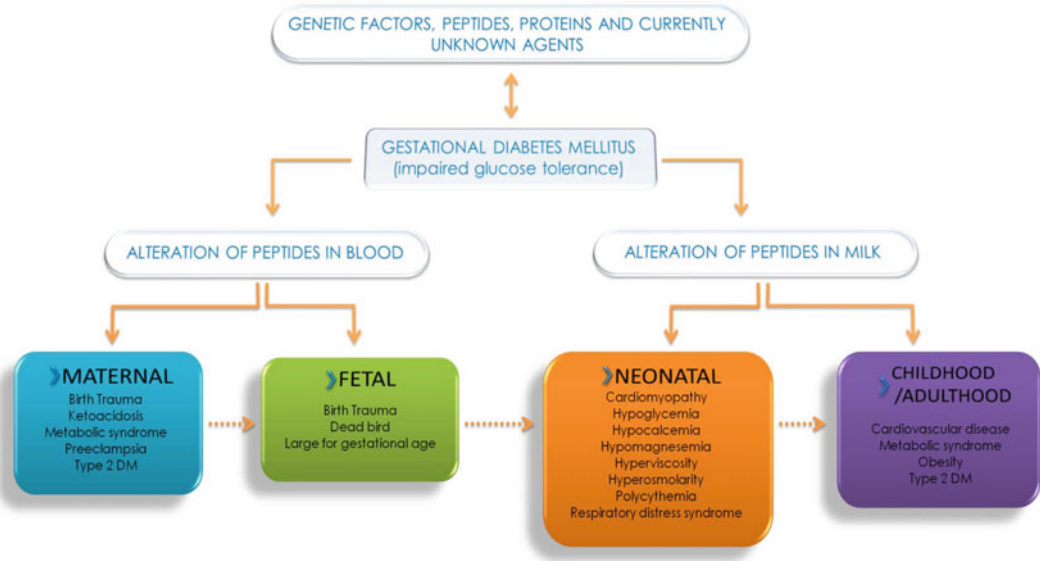 GENETIC FACTORS, PEPTIDES, PROTEINS AND CURRENTLY
UNKNOWN AGENTS
GESTATIONAL DIABETES MELLITUS
(impaired glucose tolerance)
ALTERATION OF PEPTIDES IN BLOOD
ALTERATION OF PEPTIDES IN MILK
MATERNAL
Birth Trauma
Ketoacidosis
Metabolic syndrome
Preeclampsia
Type 2 DM
FETAL
Birth Trauma
Dead bird
Large for gestational age
NEONATAL
Cardiomyopathy
Hypoglycemia
Hypocalcemia
Hypomagnesemia
Hyperviscosity
Hyperosmolarity
Polycythemia
Respiratory distress syndrome
CHILDHOOD
/ADULTHOOD
Cardiovascular disease
Metabolic syndrome
Obesity
Type 2 DM